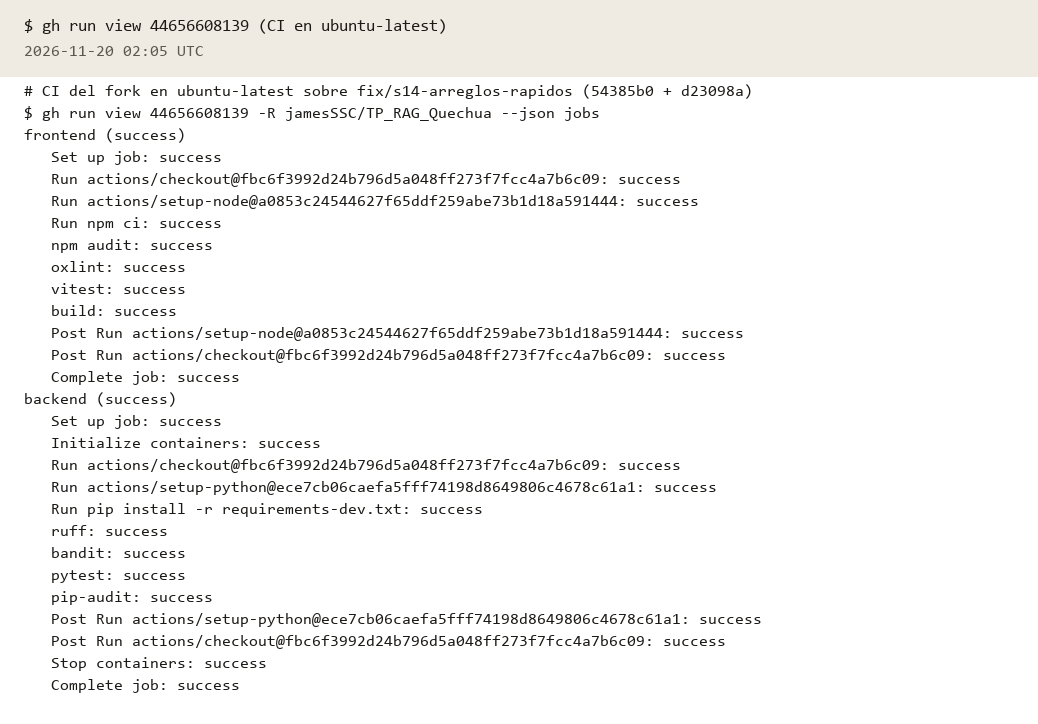 $ gh run view 44656608139 (CI en ubuntu-latest)
2026-11-20 02:05 UTC
# CI del fork en ubuntu-latest sobre fix/s14-arreglos-rapidos (54385b0 + d23098a)
$ gh run view 44656608139 -R jamesSSC/TP_RAG_Quechua --json jobs
frontend (success)
Set up job: success
Run actions/checkout@fbc6f3992d24b796d5a048ff273f7fcc4a7b6c09: success
Run actions/setup-node@a0853c24544627f65ddf259abe73b1d18a591444: success
Run npm ci: success
npm audit: success
oxlint: success
vitest: success
build: success
Post Run actions/setup-node@a0853c24544627f65ddf259abe73b1d18a591444: success
Post Run actions/checkout@fbc6f3992d24b796d5a048ff273f7fcc4a7b6c09: success
Complete job: success
backend (success)
Set up job: success
Initialize containers: success
Run actions/checkout@fbc6f3992d24b796d5a048ff273f7fcc4a7b6c09: success
Run actions/setup-python@ece7cb06caefa5fff74198d8649806c4678c61a1: success
Run pip install -r requirements-dev.txt: success
ruff: success
bandit: success
pytest: success
pip-audit: success
Post Run actions/setup-python@ece7cb06caefa5fff74198d8649806c4678c61a1: success
Post Run actions/checkout@fbc6f3992d24b796d5a048ff273f7fcc4a7b6c09: success
Stop containers: success
Complete job: success